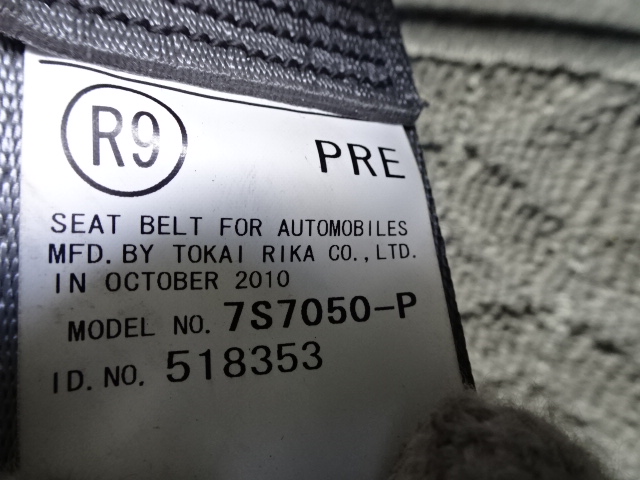 R9
PRE
SEAT BELT FOR AUTOMOBILES
MFD. BY TOKAI RIKA CO., LTD.
IN OCTOBER 2010
MODEL NO. 7S7050-P
ID. NO. 518353